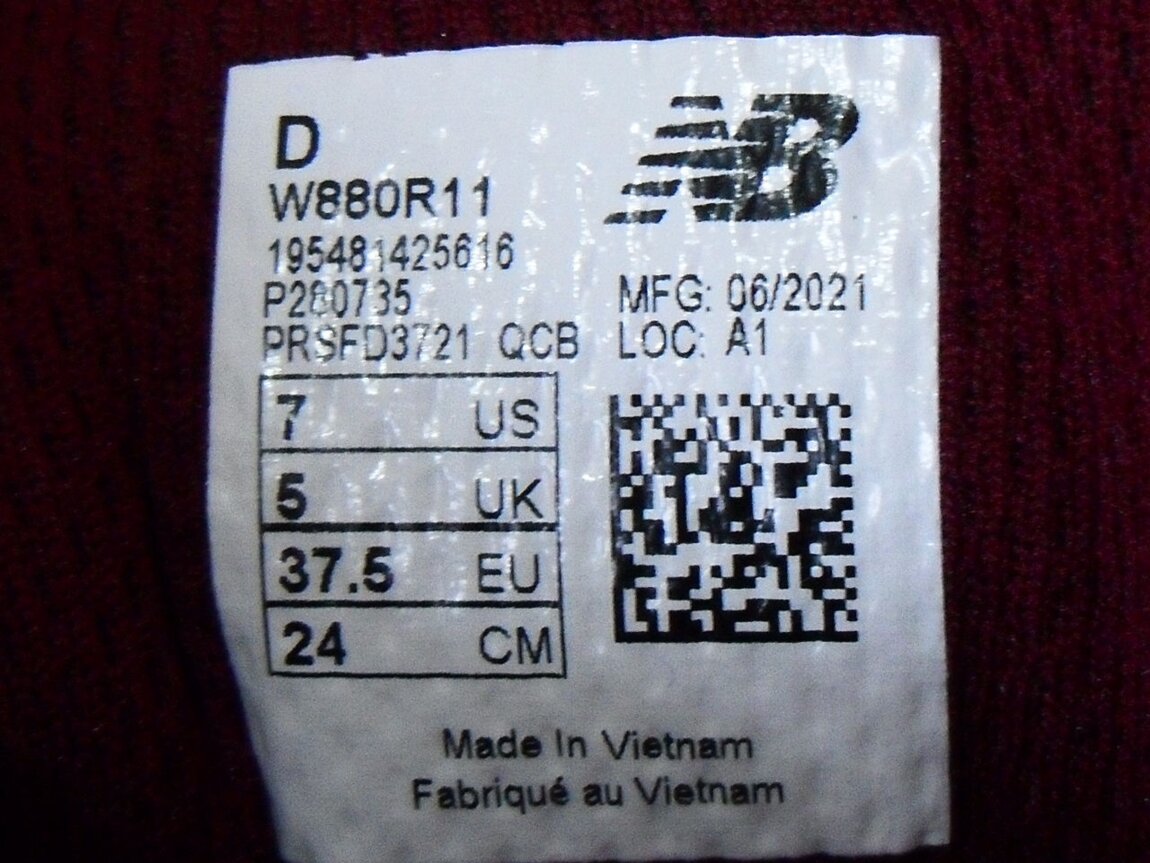 D
W880R11
195481425616
P280735
PRSFD3721 QCB
NB
MFG: 06/2021
LOC: A1
7 US
5 UK
37.5 EU
24 CM
Made In Vietnam
Fabriqué au Vietnam